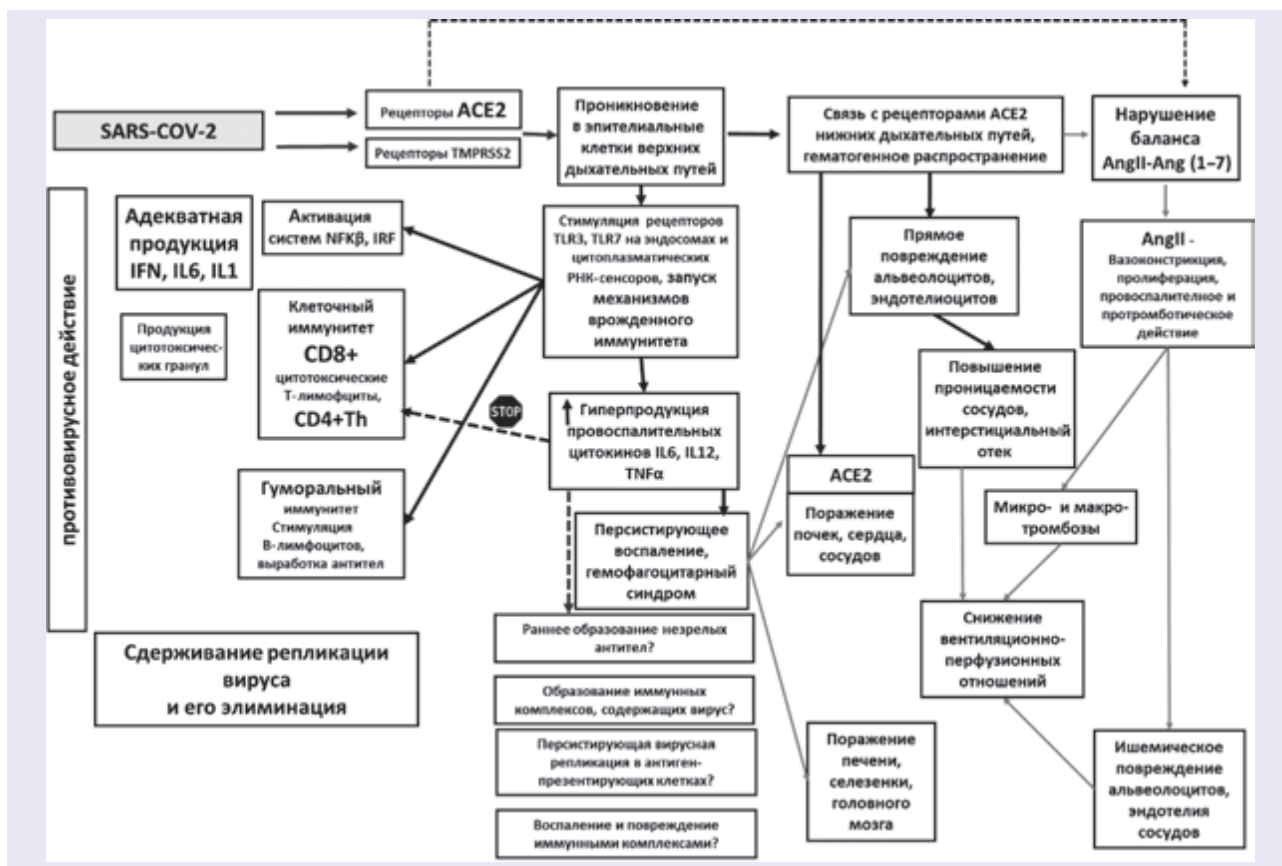 SARS-COV-2
Рецепторы ACE2
Рецепторы TMPRSS2
Проникновение
в эпителиальные
клетки верхних
дыхательных путей
Связь с рецепторами ACE2
нижних дыхательных путей,
гематогенное распространение
Нарушение
баланса
AngII-Ang (1–7)
противовирусное действие
Адекватная
продукция
IFN, IL6, IL1
Активация
систем NFKβ, IRF
Стимуляция рецепторов
TLR3, TLR7 на эндосомах и
цитоплазматических
РНК-сенсоров, запуск
механизмов
врожденного
иммунитета
Прямое
повреждение
альвеолоцитов,
эндотелиоцитов
AngII -
Вазоконстрикция,
пролиферация,
провоспалителное и
протромботическое
действие
Продукция
цитотоксичес-
ких гранул
Клеточный
иммунитет
CD8+
цитотоксические
Т-лимофциты,
CD4+Th
STOP
Гиперпродукция
провоспалительных
цитокинов IL6, IL12,
TNFα
Повышение
проницаемости
сосудов,
интерстициальный
отек
ACE2
Поражение
почек, сердца,
сосудов
Микро- и макро-
тромбозы
Гуморальный
иммунитет
Стимуляция
В-лимфоцитов,
выработка антител
Персистирующее
воспаление,
гемофагоцитарный
синдром
Снижение
вентиляционно-
перфузионных
отношений
Сдерживание репликации
вируса
и его элиминация
Раннее образование незрелых
антител?
Образование иммунных
комплексов, содержащих вирус?
Персистирующая вирусная
репликация в антиген-
презентирующих клетках?
Воспаление и повреждение
иммунными комплексами?
Поражение
печени,
селезенки,
головного
мозга
Ишемическое
повреждение
альвеолоцитов,
эндотелия
сосудов